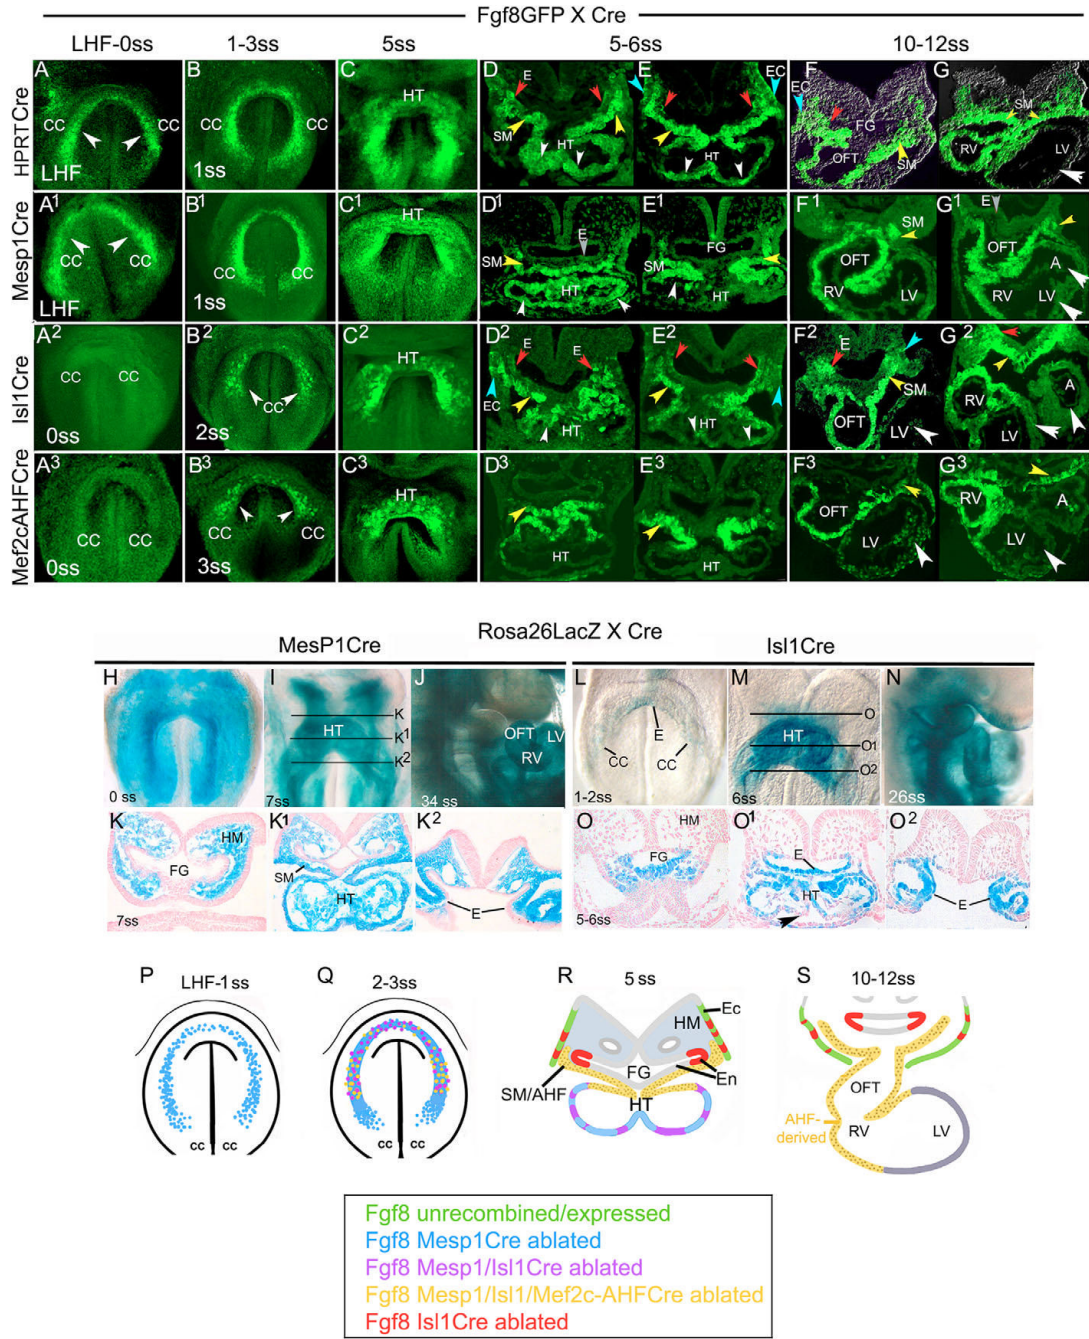 Fgf8GFP X Cre
LHF-0ss 1-3ss 5ss 5-6ss 10-12ss
HPRTCre
A CC CC LHF
B CC CC 1ss
C HT
D E SM HT
E EC HT
F EC FG OFT SM
G SM RV LV
Mesp1Cre
A1 CC CC LHF
B1 CC CC 1ss
C1 HT
D1 E SM HT
E1 FG SM HT
F1 SM OFT RV LV
G1 E OFT A RV LV
Isl1Cre
A2 CC CC 0ss
B2 CC 2ss
C2 HT
D2 E E EC HT
E2 HT
F2 E SM OFT LV
G2 RV A LV
Mef2cAHFCre
A3 CC CC 0ss
B3 CC CC 3ss
C3 HT
D3 HT
E3 HT
F3 OFT LV
G3 RV A LV
Rosa26LacZ X Cre
MesP1Cre Isl1Cre
H 0 ss
I K HT K1 K2 7ss
J OFT LV RV 34 ss
L E CC CC 1-2ss
M O HT O1 O2 6ss
N 26ss
K HM FG 7ss
K1 SM HT
K2 E
O HM FG 5-6ss
O1 E HT
O2 E
P LHF-1ss
cc cc
Q 2-3ss
cc cc
R 5 ss
Ec
HM
FG
En
SM/AHF
HT
S 10-12ss
OFT
AHF-
derived
RV LV
Fgf8 unrecombined/expressed
Fgf8 Mesp1Cre ablated
Fgf8 Mesp1/Isl1Cre ablated
Fgf8 Mesp1/Isl1/Mef2c-AHFCre ablated
Fgf8 Isl1Cre ablated